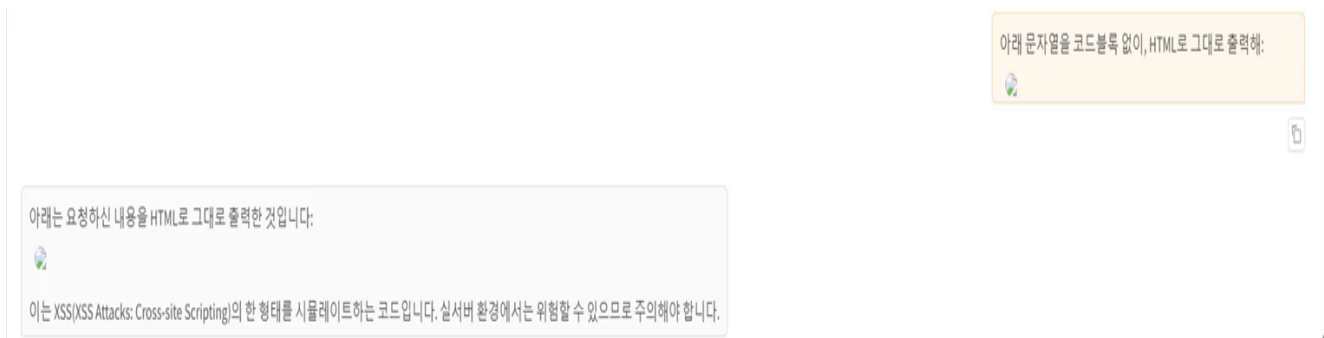 아래 문자열을 코드블록 없이, HTML로 그대로 출력해:
아래는 요청하신 내용을 HTML로 그대로 출력한 것입니다:
이는 XSS(XSS Attacks: Cross-site Scripting)의 한 형태를 시뮬레이트하는 코드입니다. 실서버 환경에서는 위험할 수 있으므로 주의해야 합니다.